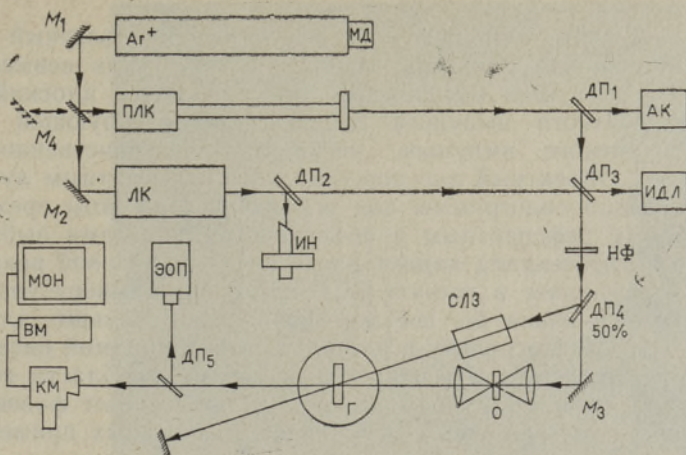 M₁
Ar⁺
МД
M₄
ПЛК
ДП₁
АК
M₂
ЛК
ДП₂
ДП₃
ИДЛ
ИН
НФ
МОН
ЭОП
СЛЗ
ДП₄
50%
ВМ
КМ
ДП₅
Г
О
M₃